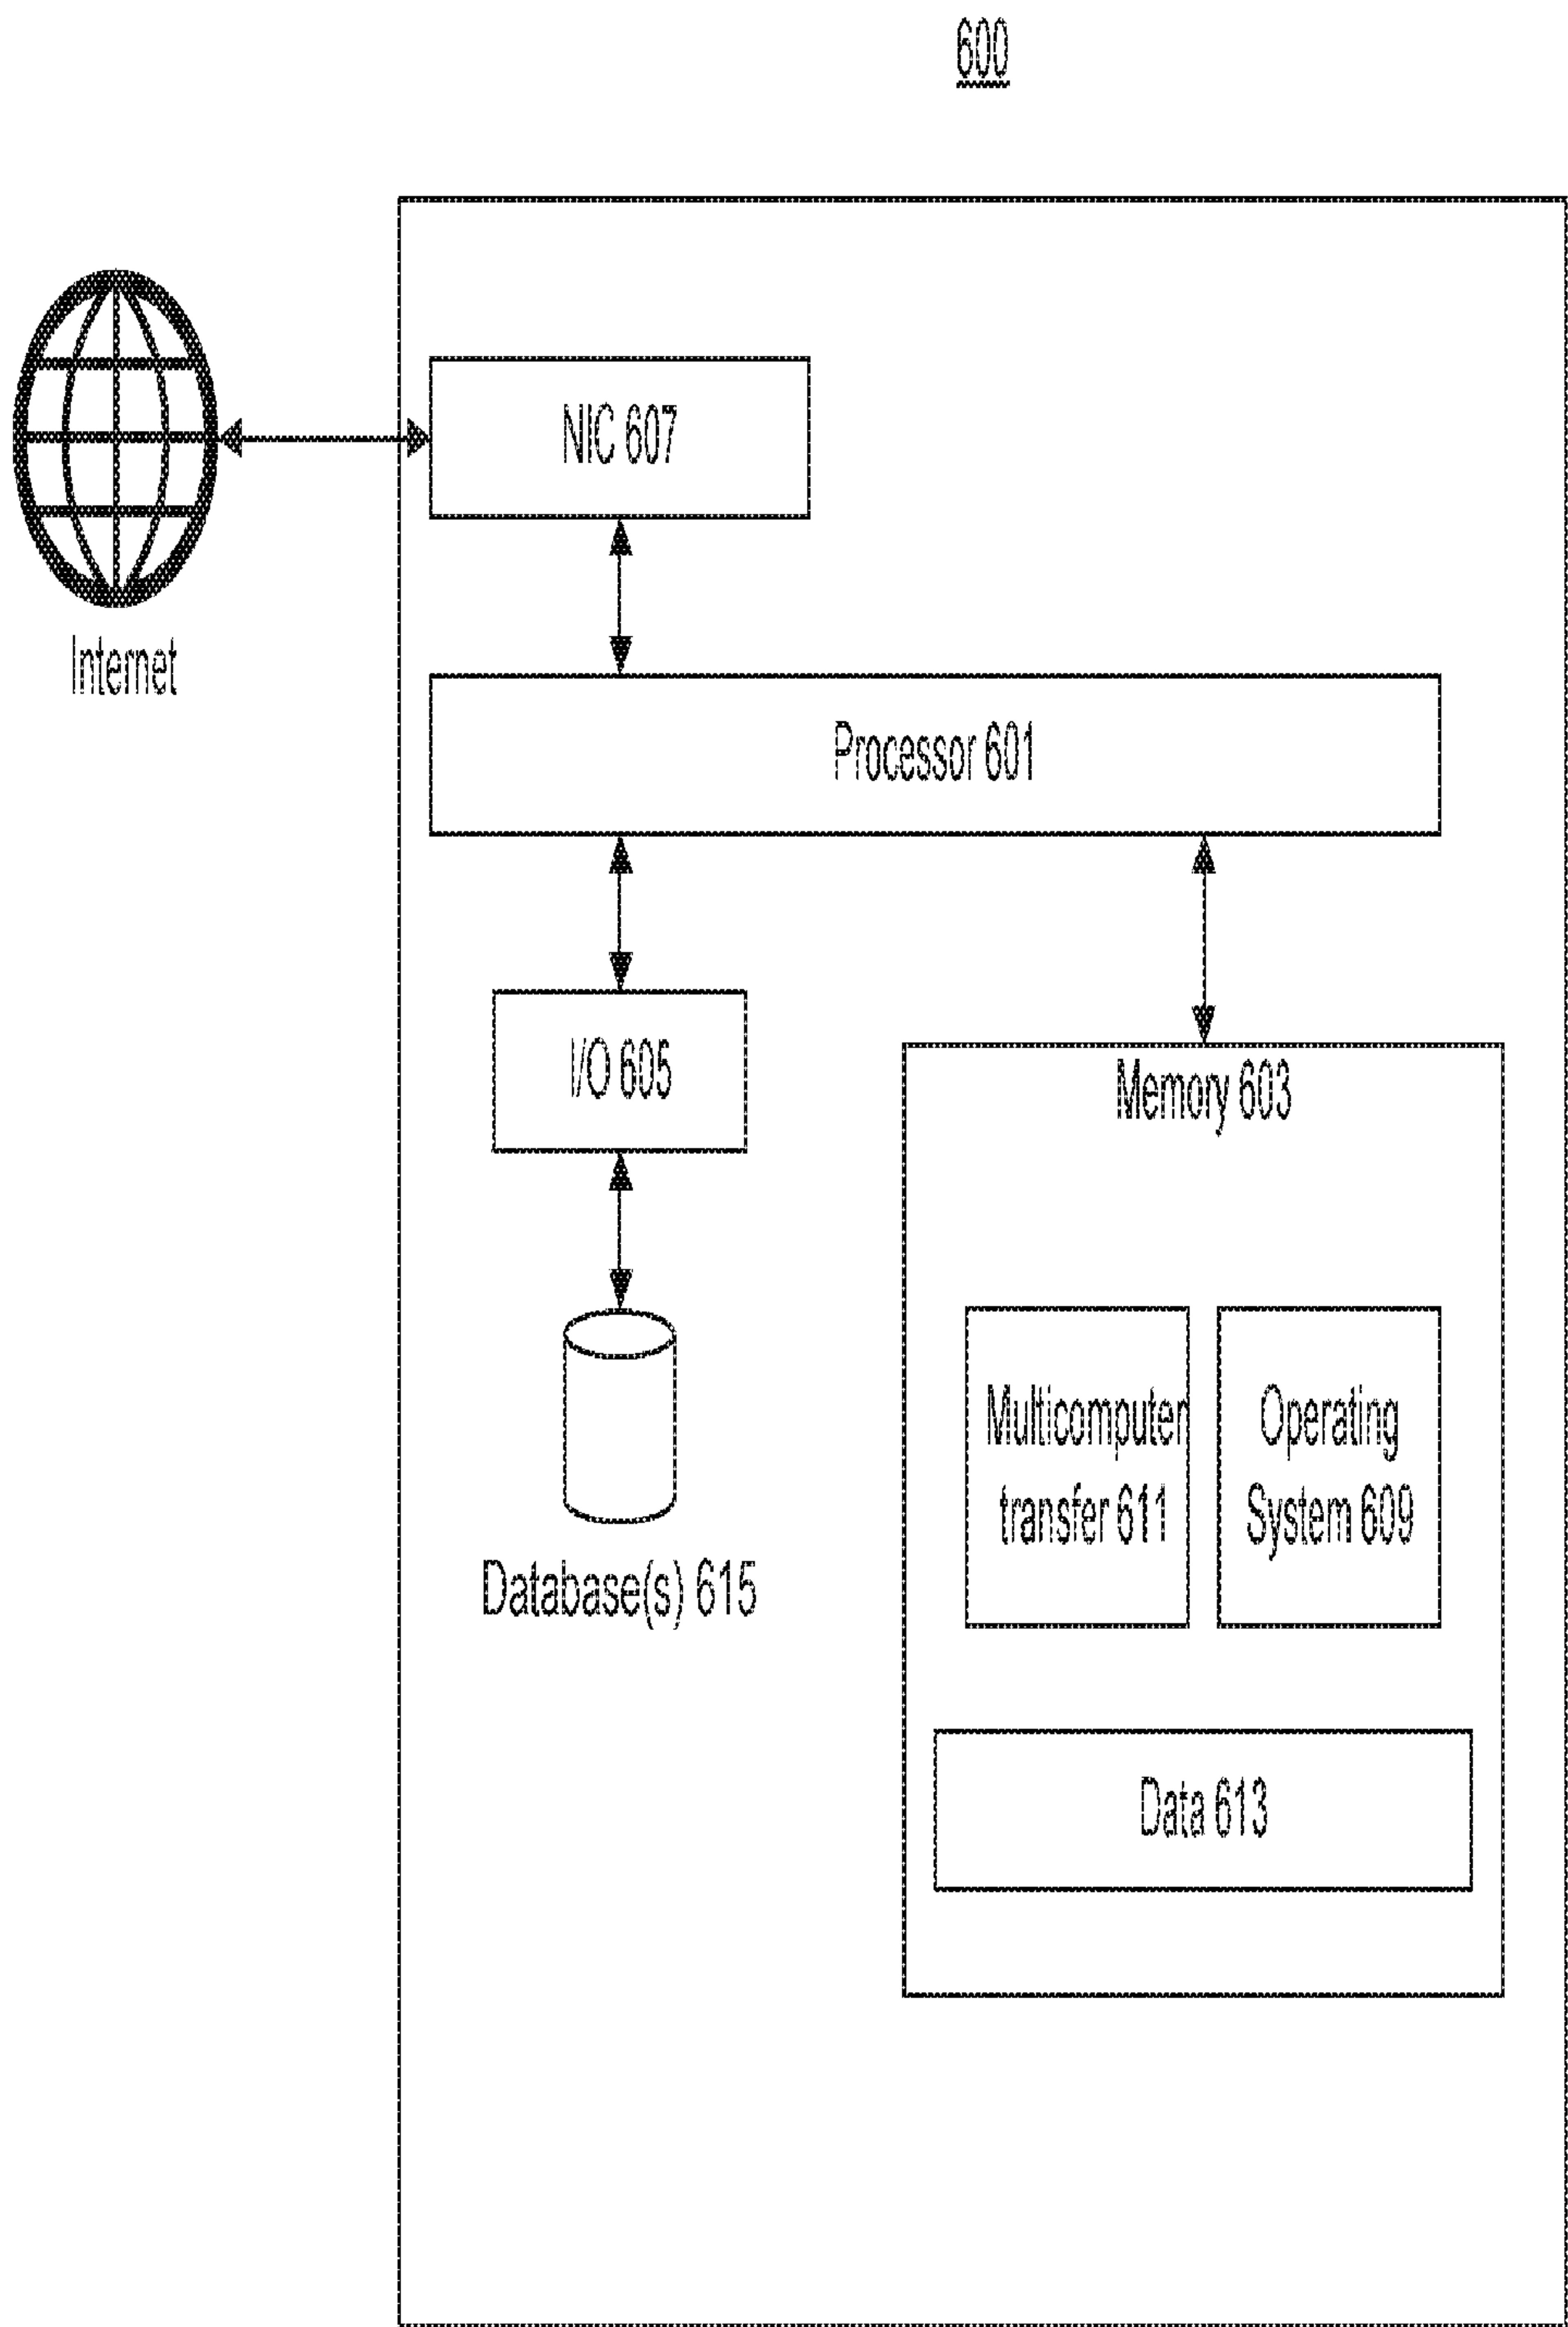 600
NIC 607
Internet
Processor 601
I/O 605
Memory 603
Multicomputer
transfer 611
Operating
System 609
Database(s) 615
Data 613